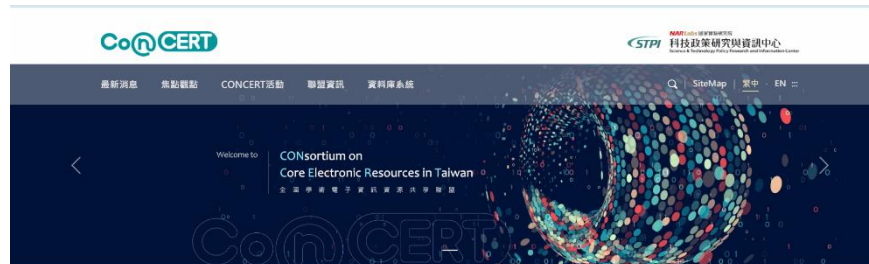 CONCERT
NARLabs 國家實驗研究院
STPI 科技政策研究與資訊中心
Science & Technology Policy Research and Information Center
最新消息 焦點觀點 CONCERT活動 聯盟資訊 資料庫系統 SiteMap | 繁中 EN
Welcome to
CONsortium on
Core Electronic Resources in Taiwan
全國學術電子資訊資源共享聯盟
CONCERT